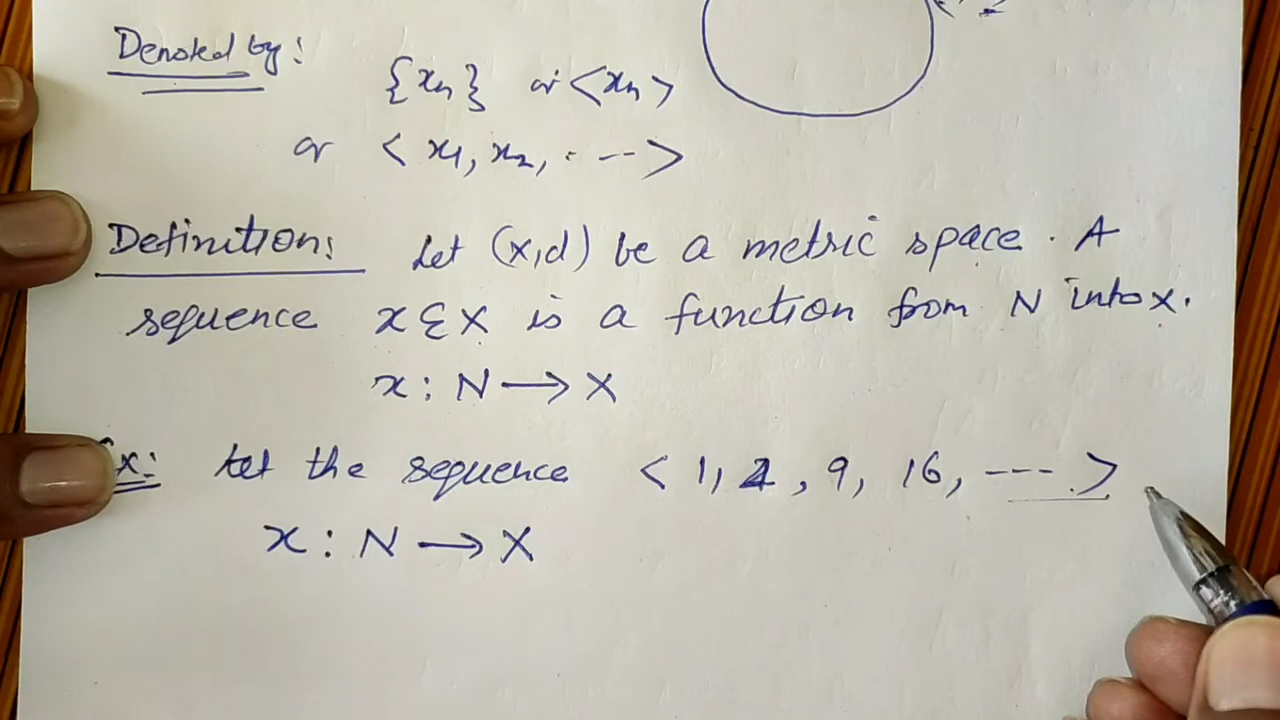 Denoted by:
{xn} or <xn>
or < x1, x2, . -- >
Definition: Let (X,d) be a metric space. A
sequence x ∈ X is a function from N into X.
x : N → X
Ex: Let the sequence < 1, 4, 9, 16, --- >
x : N → X